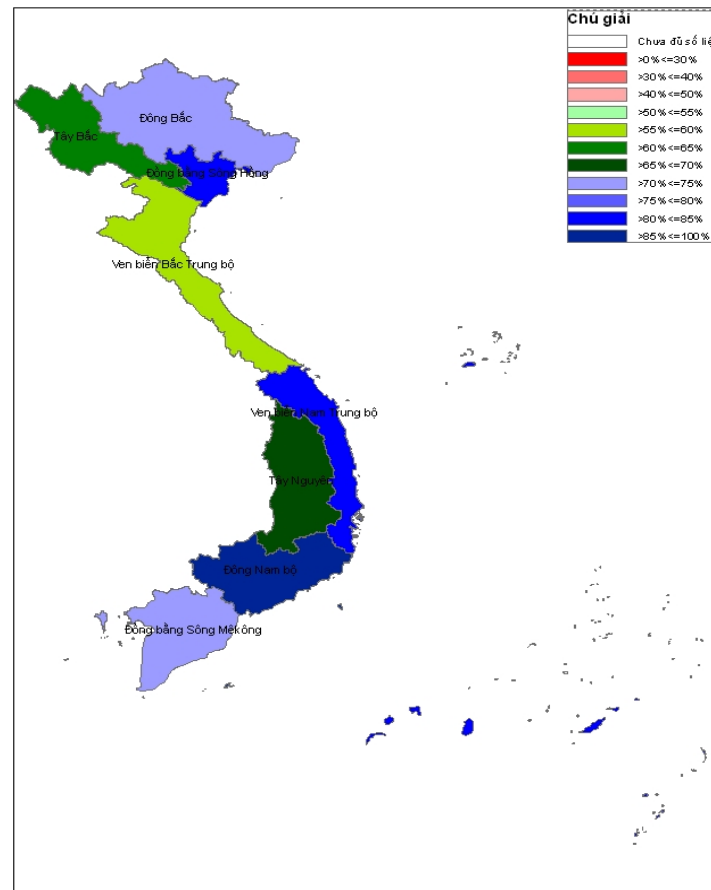 Chú giải
Chưa đủ số liệ
>0%<=30%
>30%<=40%
>40%<=50%
>50%<=55%
>55%<=60%
>60%<=65%
>65%<=70%
>70%<=75%
>75%<=80%
>80%<=85%
>85%<=100%
Đông Bắc
Tây Bắc
Đồng bằng Sông Hồng
Ven biển Bắc Trung bộ
Ven biển Nam Trung bộ
Tây Nguyên
Đông Nam bộ
Đồng bằng Sông Mêkông